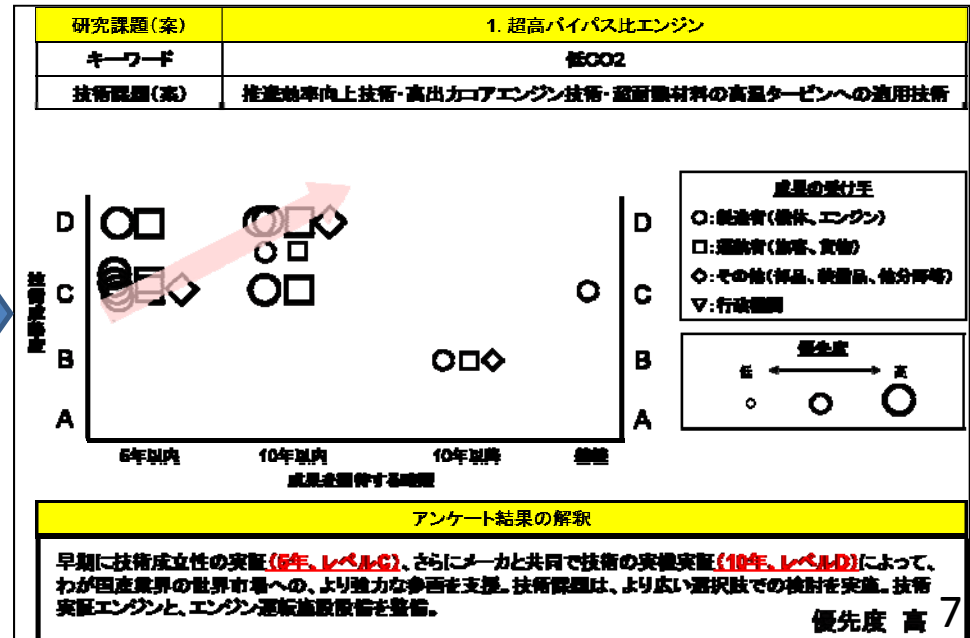 研究課題(案)
1. 超高バイパス比エンジン
キーワード
低CO2
技術課題(案)
推進効率向上技術・高出力コアエンジン技術・超耐熱材料の高温タービンへの適用技術
成果の受け手
○:製造者(機体、エンジン)
□:運航者(旅客、貨物)
◇:その他(部品、装備品、他分野等)
▽:行政機関
優先度
低 高
技術成熟度
D
C
B
A
D
C
B
A
5年以内
10年以内
10年以降
継続
成果を期待する時期
アンケート結果の解釈
早期に技術成立性の実証(5年、レベルC)、さらにメーカと共同で技術の実機実証(10年、レベルD)によって、
わが国産業界の世界市場への、より強力な参画を支援。技術課題は、より広い選択肢での検討を実施。技術
実証エンジンと、エンジン運転施設設備を整備。
優先度 高
7